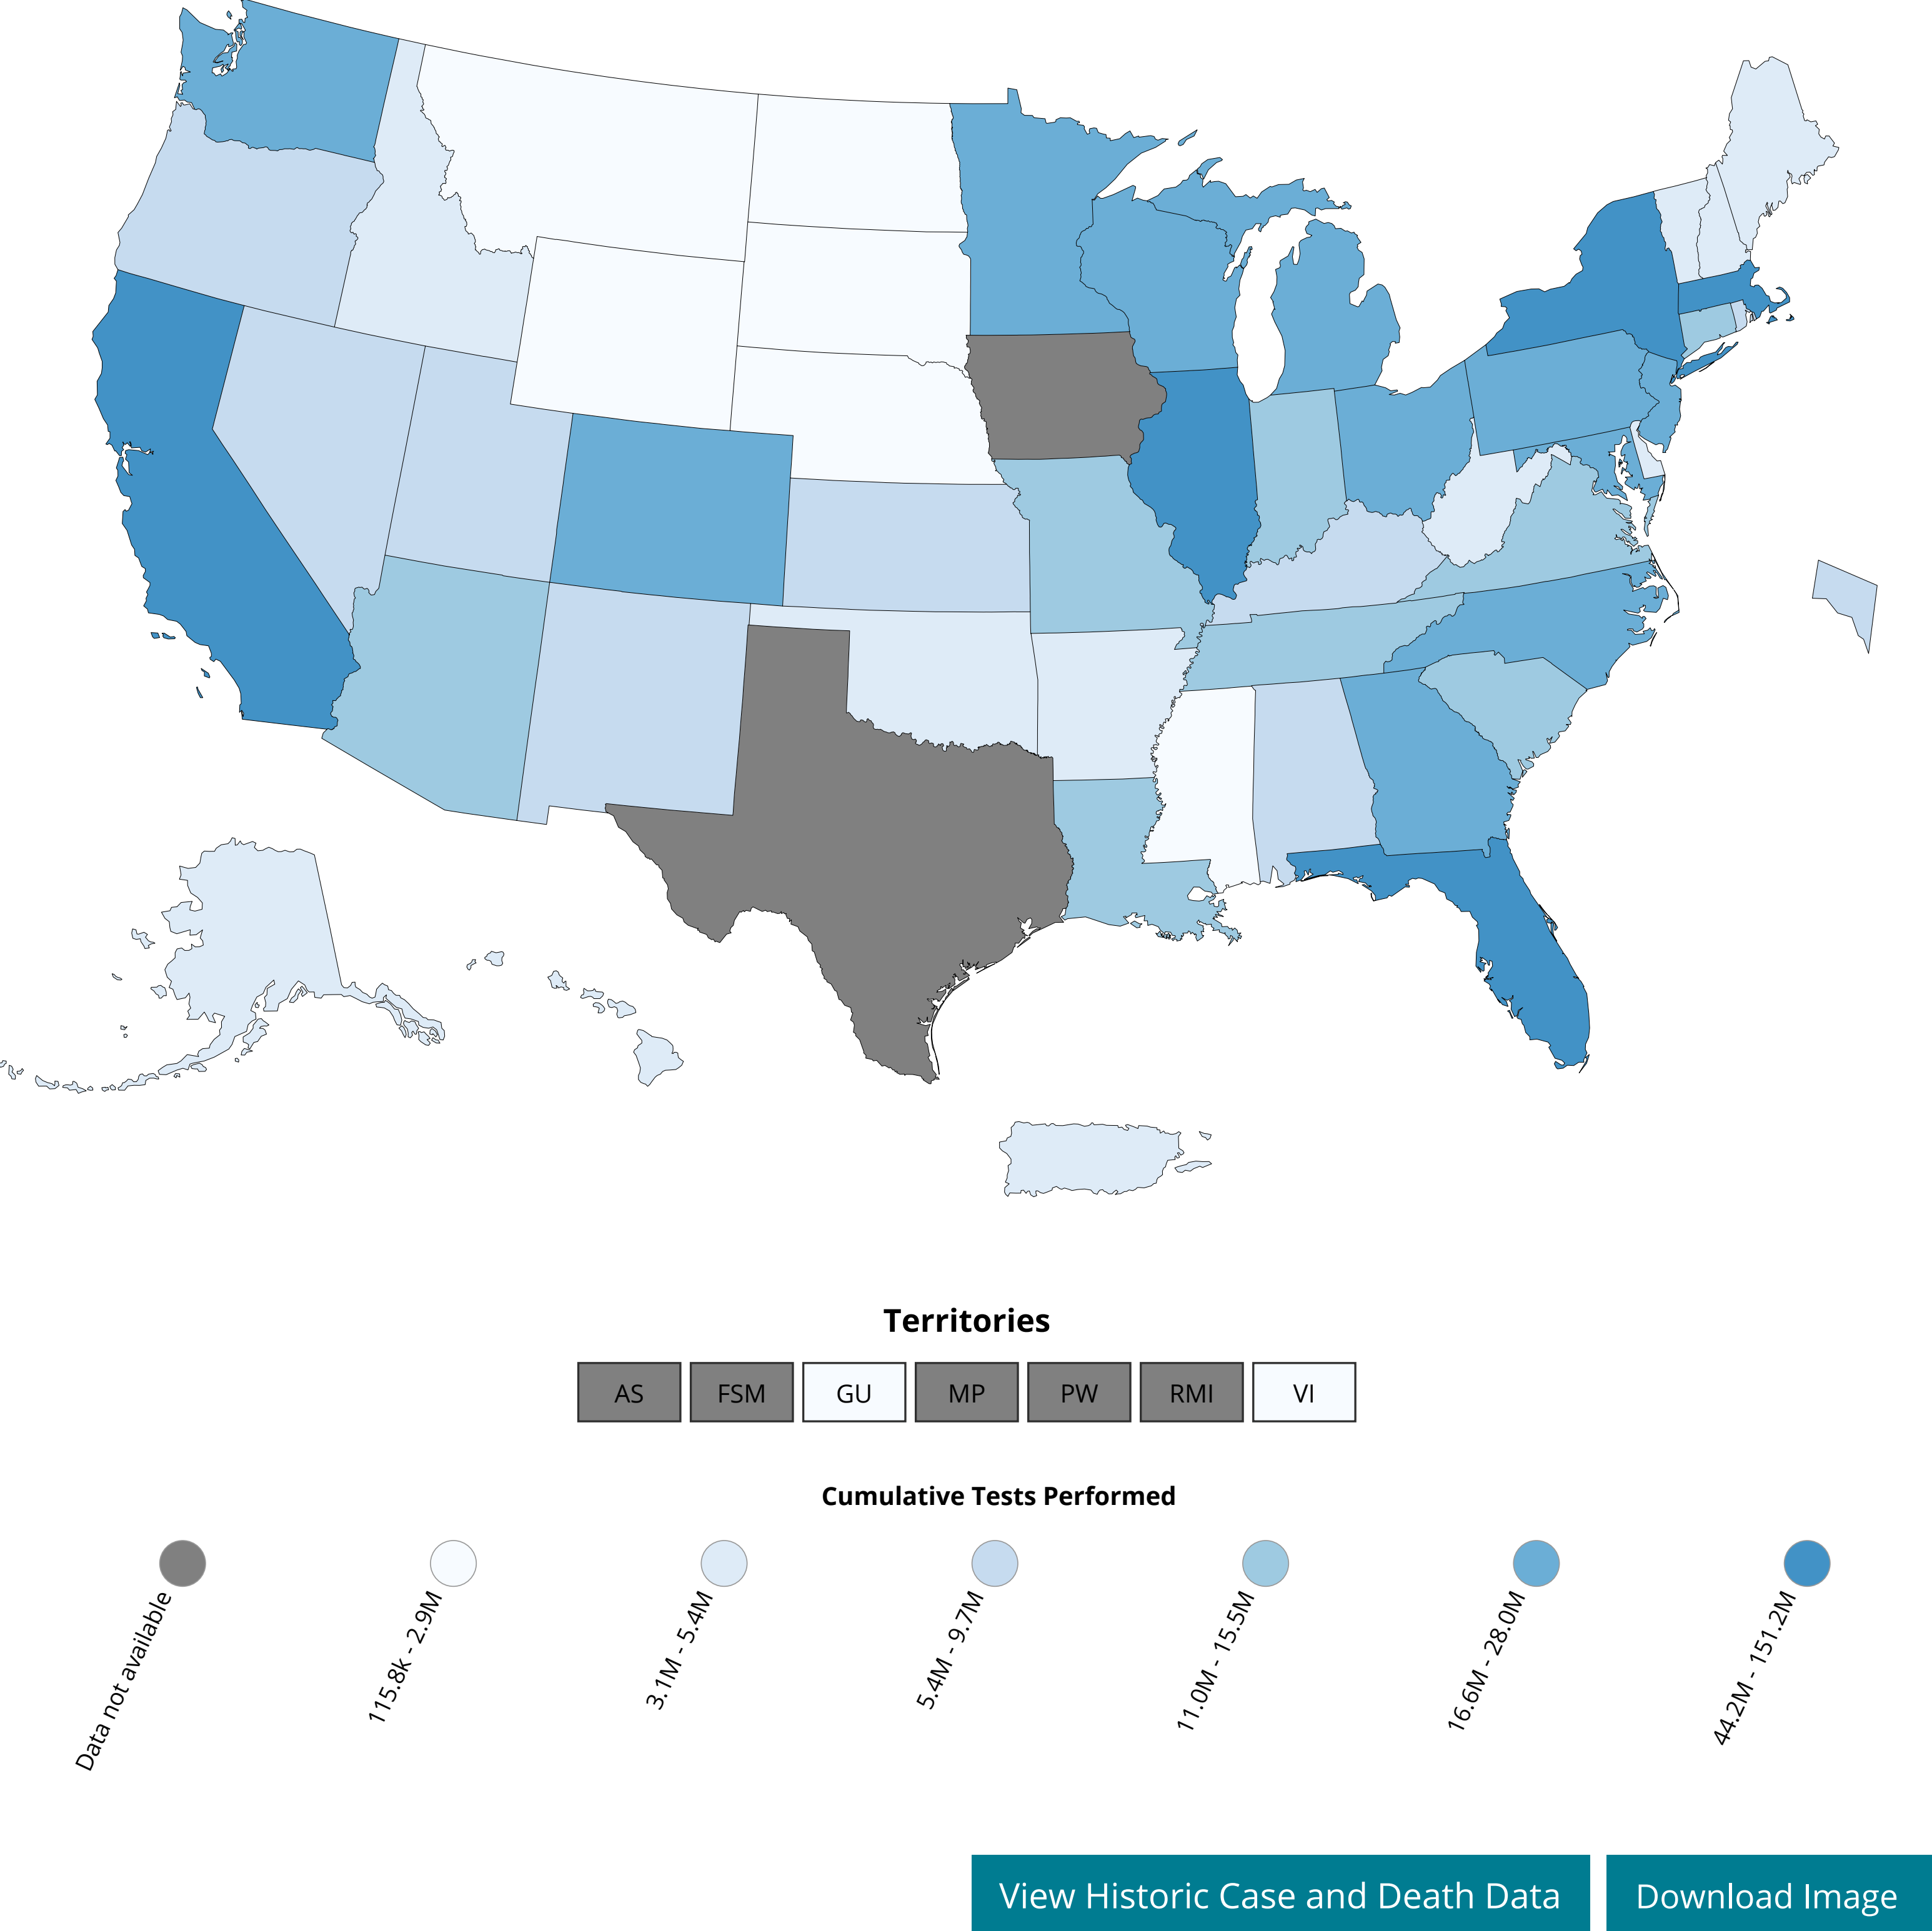 Territories
AS
FSM
GU
MP
PW
RMI
VI
Cumulative Tests Performed
Data not available
115.8k - 2.9M
3.1M - 5.4M
5.4M - 9.7M
11.0M - 15.5M
16.6M - 28.0M
44.2M - 151.2M
View Historic Case and Death Data
Download Image